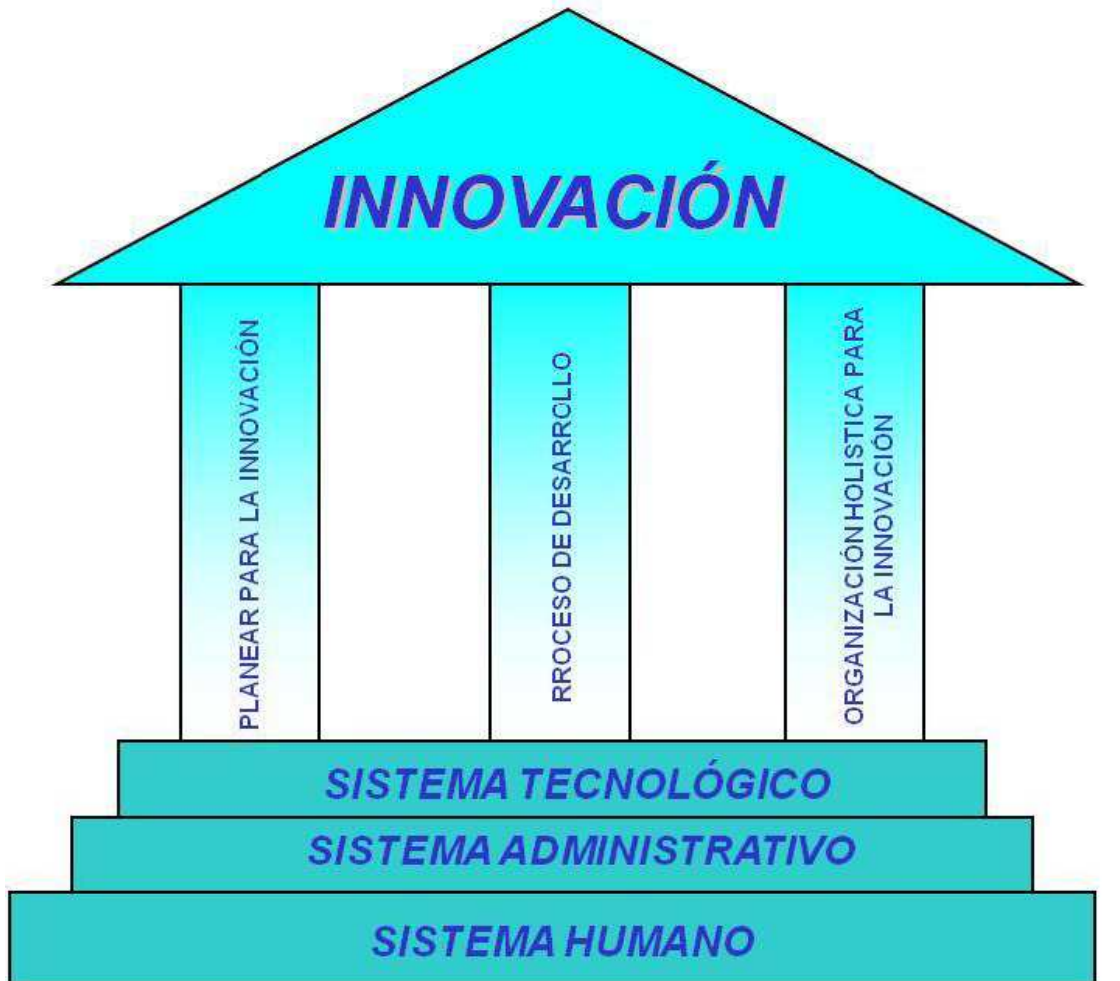 INNOVACIÓN
PLANEAR PARA LA INNOVACIÓN
RROCESO DE DESARROLLO
ORGANIZACIÓN HOLISTICA PARA
LA INNOVACIÓN
SISTEMA TECNOLÓGICO
SISTEMA ADMINISTRATIVO
SISTEMA HUMANO